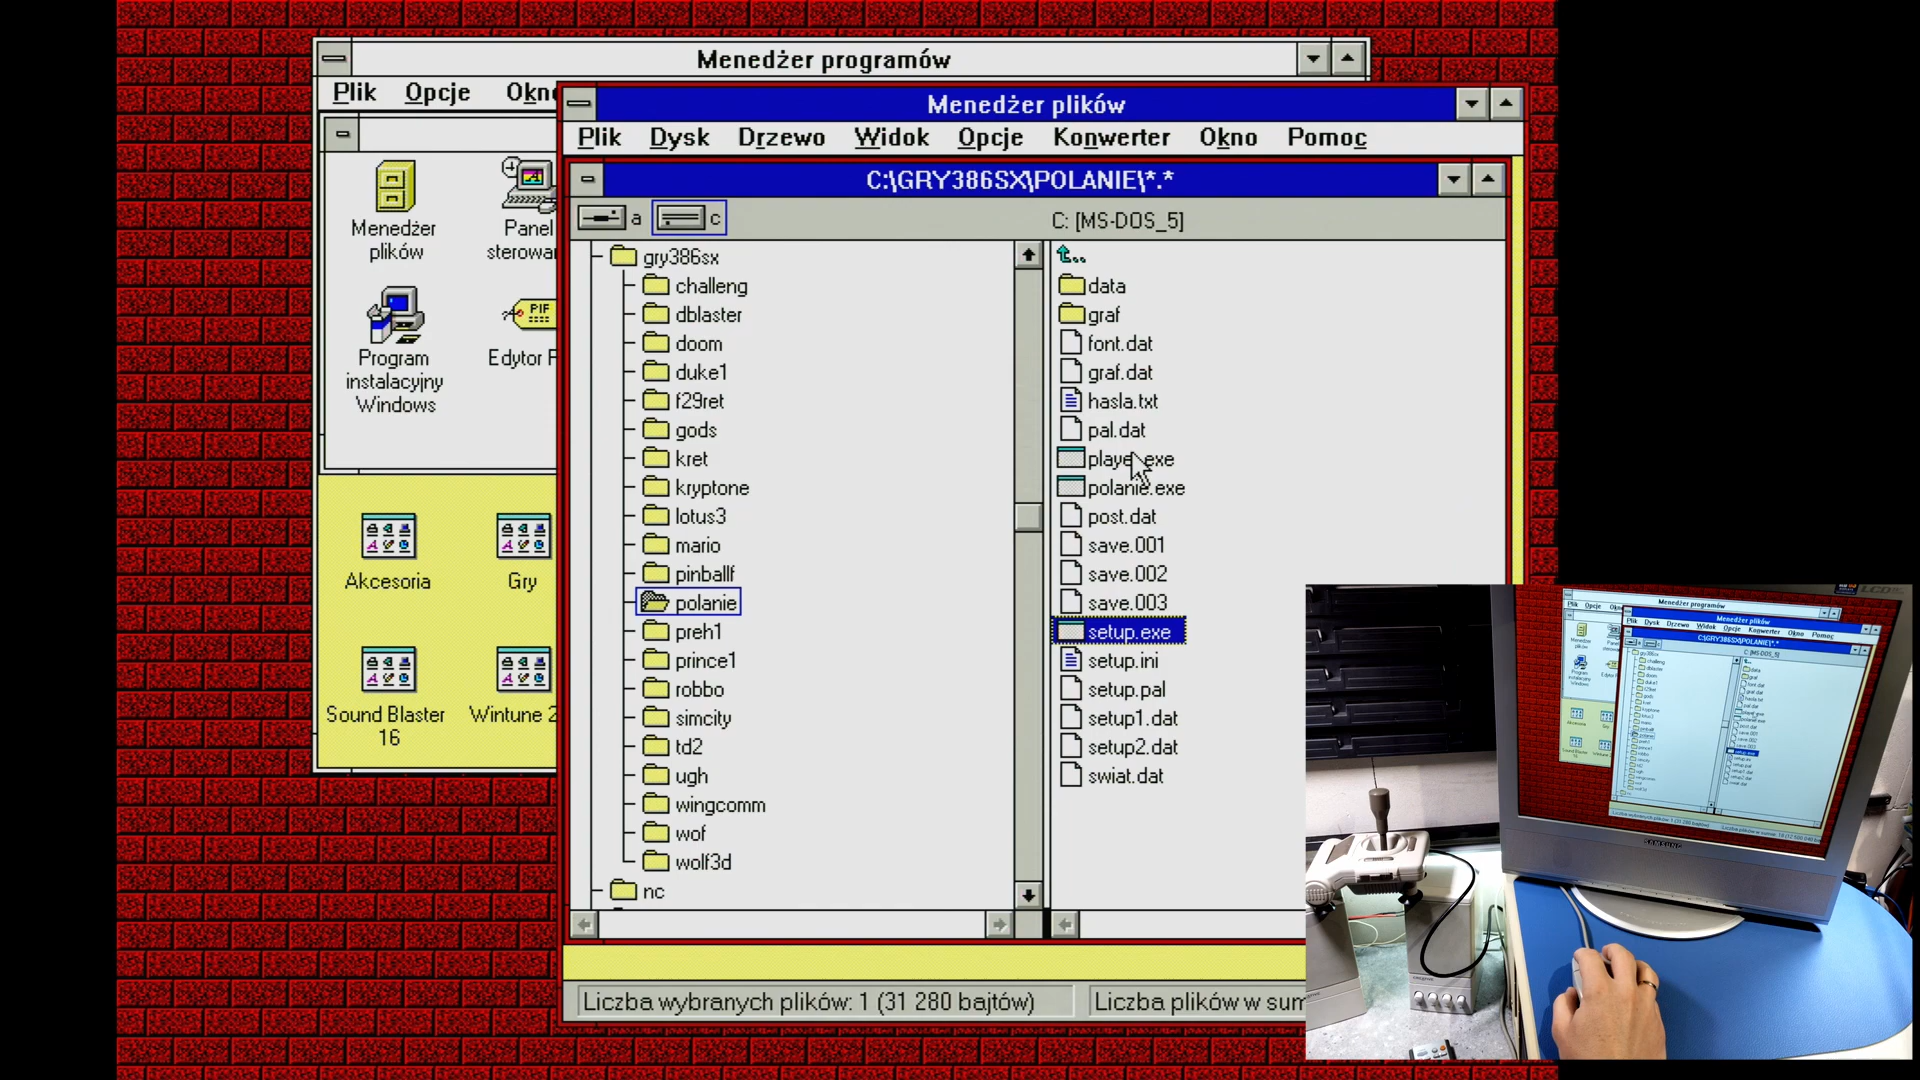 Menedżer programów
Plik Opcje Okno
Menedżer plików
Panel sterowan
Program instalacyjny Windows
PIF
Edytor P
Akcesoria
Gry
Sound Blaster 16
Wintune 2
Menedżer plików
Plik Dysk Drzewo Widok Opcje Konwerter Okno Pomoc
C:\GRY386SX\POLANIE\*.*
a c C: [MS-DOS_5]
gry386sx
challeng
dblaster
doom
duke1
f29ret
gods
kret
kryptone
lotus3
mario
pinballf
polanie
preh1
prince1
robbo
simcity
td2
ugh
wingcomm
wof
wolf3d
nc
..
data
graf
font.dat
graf.dat
hasla.txt
pal.dat
player.exe
polanie.exe
post.dat
save.001
save.002
save.003
setup.exe
setup.ini
setup.pal
setup1.dat
setup2.dat
swiat.dat
Liczba wybranych plików: 1 (31 280 bajtów)
Liczba plików w sum
SAMSUNG